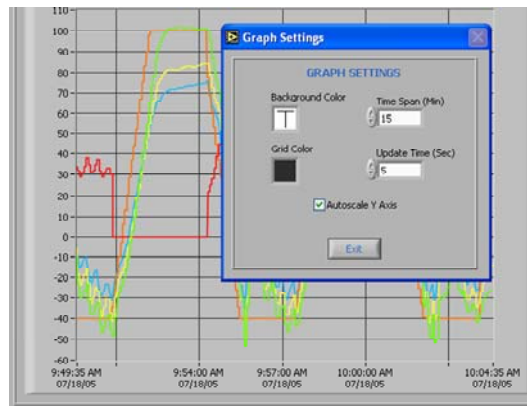 110
100
90
80
70
60
50
40
30
20
10
0
-10
-20
-30
-40
-50
-60
9:49:35 AM
07/18/05
9:54:00 AM
07/18/05
9:57:00 AM
07/18/05
10:00:00 AM
07/18/05
10:04:35 AM
07/18/05
Graph Settings
GRAPH SETTINGS
Background Color
T
Time Span (Min)
15
Grid Color
Update Time (Sec)
5
Autoscale Y Axis
Exit